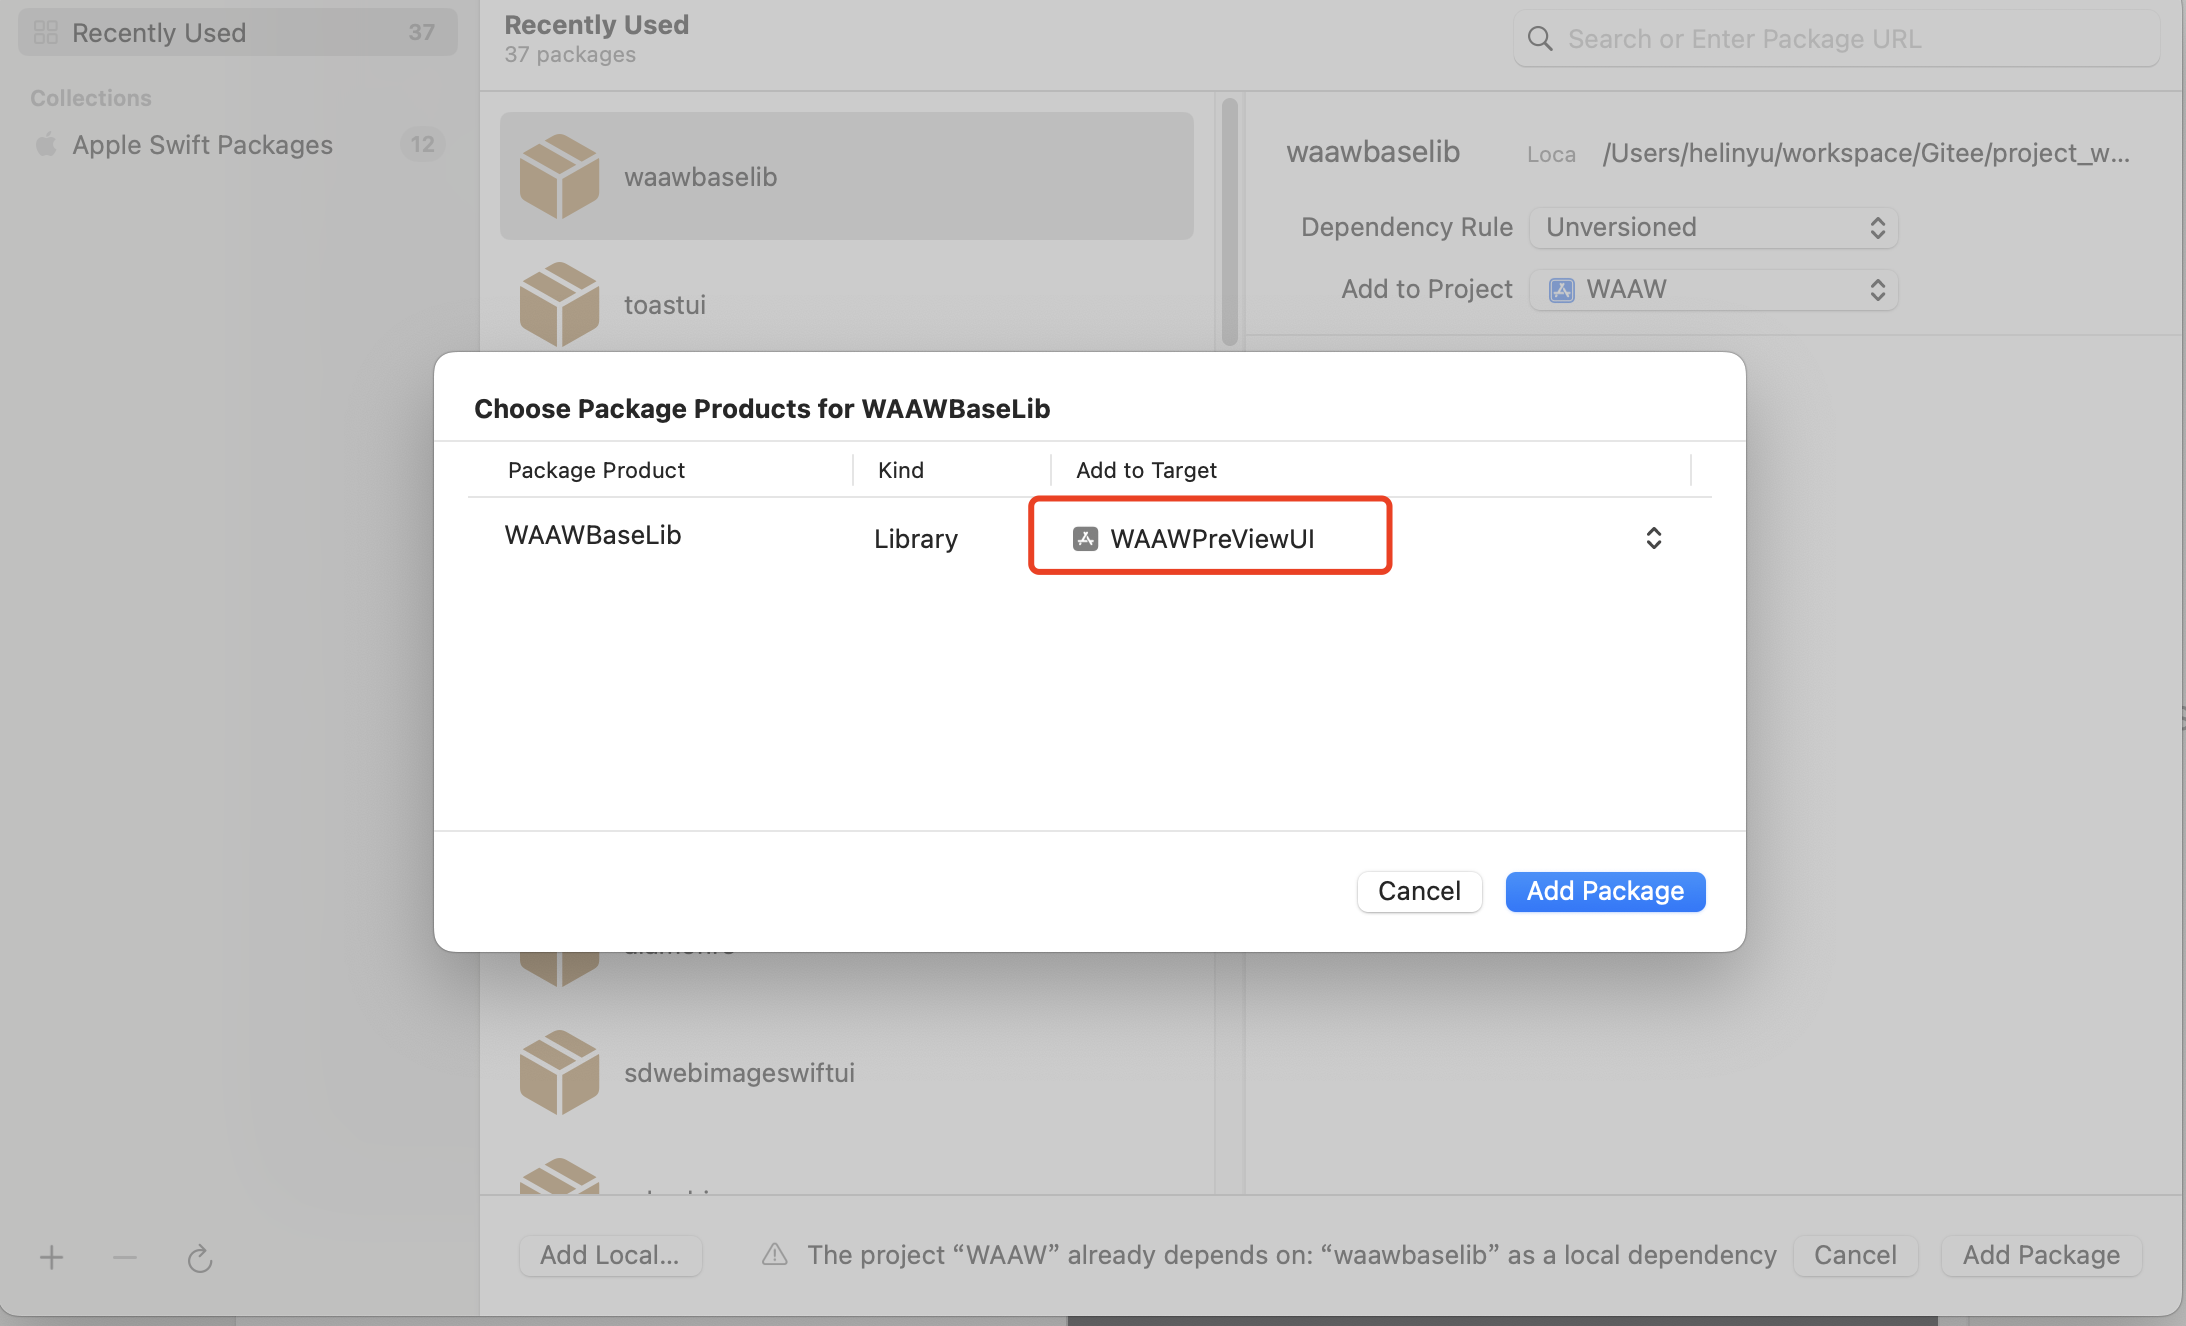 Recently Used 37
Collections
Apple Swift Packages 12
Recently Used
37 packages
Search or Enter Package URL
waawbaselib
toastui
waawbaselib Loca /Users/helinyu/workspace/Gitee/project_w...
Dependency Rule Unversioned
Add to Project WAAW
Choose Package Products for WAAWBaseLib
Package Product Kind Add to Target
WAAWBaseLib Library WAAWPreViewUI
Cancel Add Package
sdwebimageswiftui
Add Local... The project “WAAW” already depends on: “waawbaselib” as a local dependency Cancel Add Package